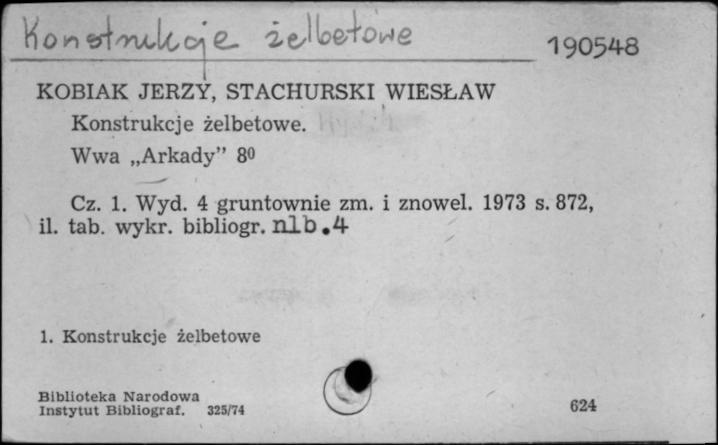 Konstrukcje żelbetowe
190548
KOBIAK JERZY, STACHURSKI WIESŁAW
Konstrukcje żelbetowe.
Wwa „Arkady” 8⁰
Cz. 1. Wyd. 4 gruntownie zm. i znowel. 1973 s. 872,
il. tab. wykr. bibliogr. nlb.4
1. Konstrukcje żelbetowe
Biblioteka Narodowa
Instytut Bibliograf. 325/74
624